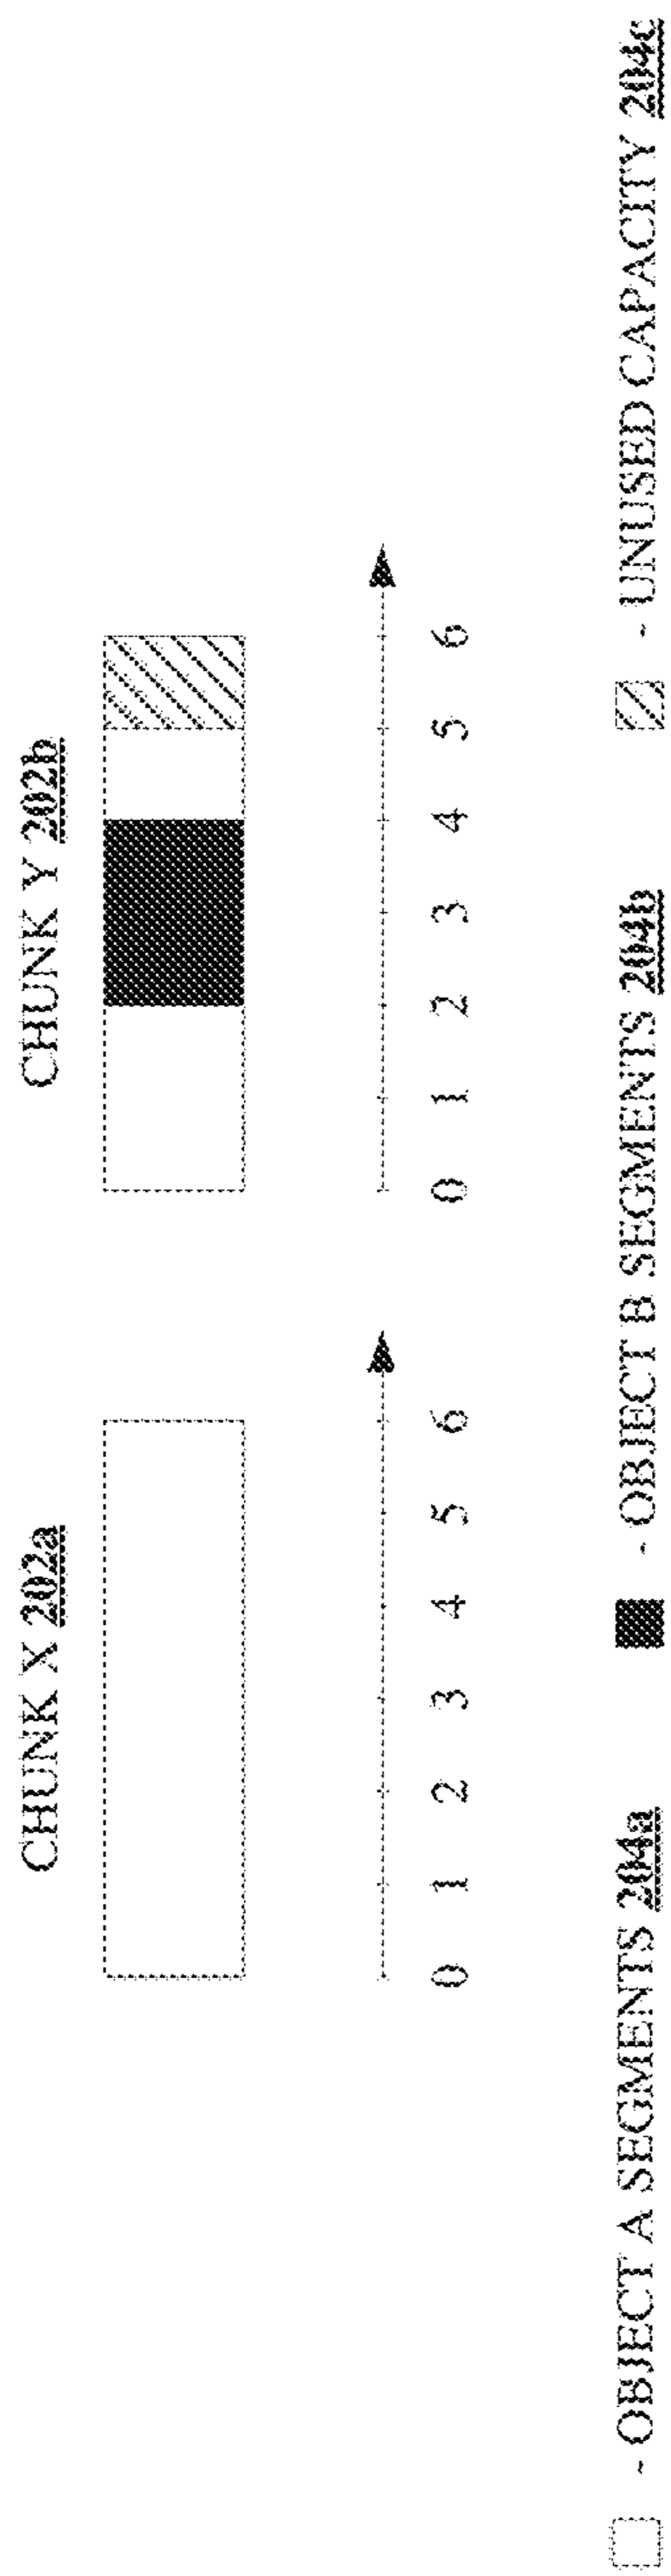 CHUNK X 202a
CHUNK Y 202b
0 1 2 3 4 5 6
0 1 2 3 4 5 6
- OBJECT A SEGMENTS 204a
- OBJECT B SEGMENTS 204b
- UNUSED CAPACITY 204c